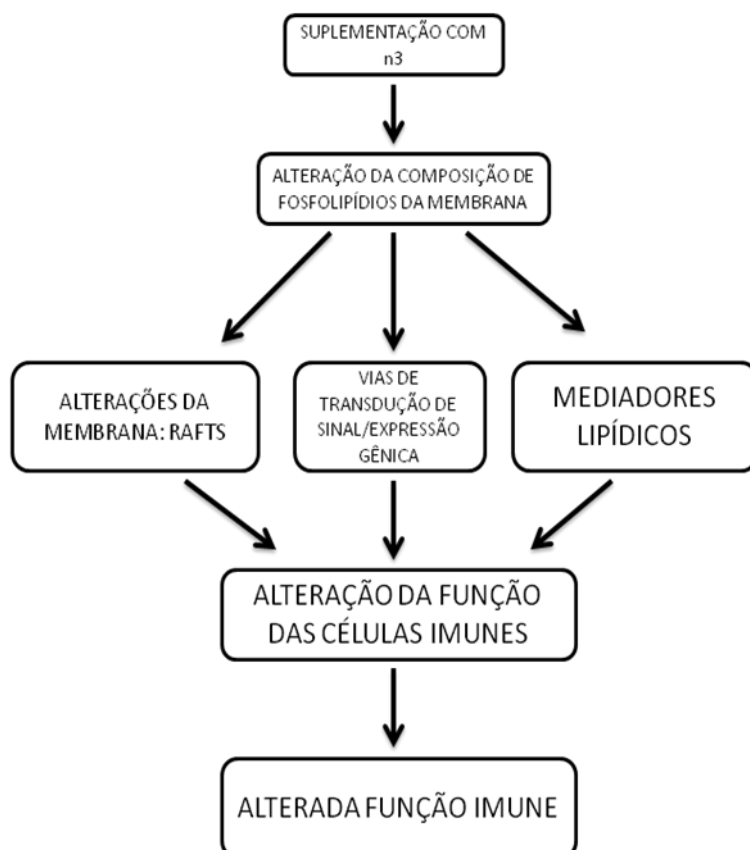 SUPLEMENTAÇÃO COM
n3
ALTERAÇÃO DA COMPOSIÇÃO DE
FOSFOLIPÍDIOS DA MEMBRANA
ALTERAÇÕES DA
MEMBRANA: RAFTS
VIAS DE
TRANSDUÇÃO DE
SINAL/EXPRESSÃO
GÊNICA
MEDIADORES
LIPÍDICOS
ALTERAÇÃO DA FUNÇÃO
DAS CÉLULAS IMUNES
ALTERADA FUNÇÃO IMUNE